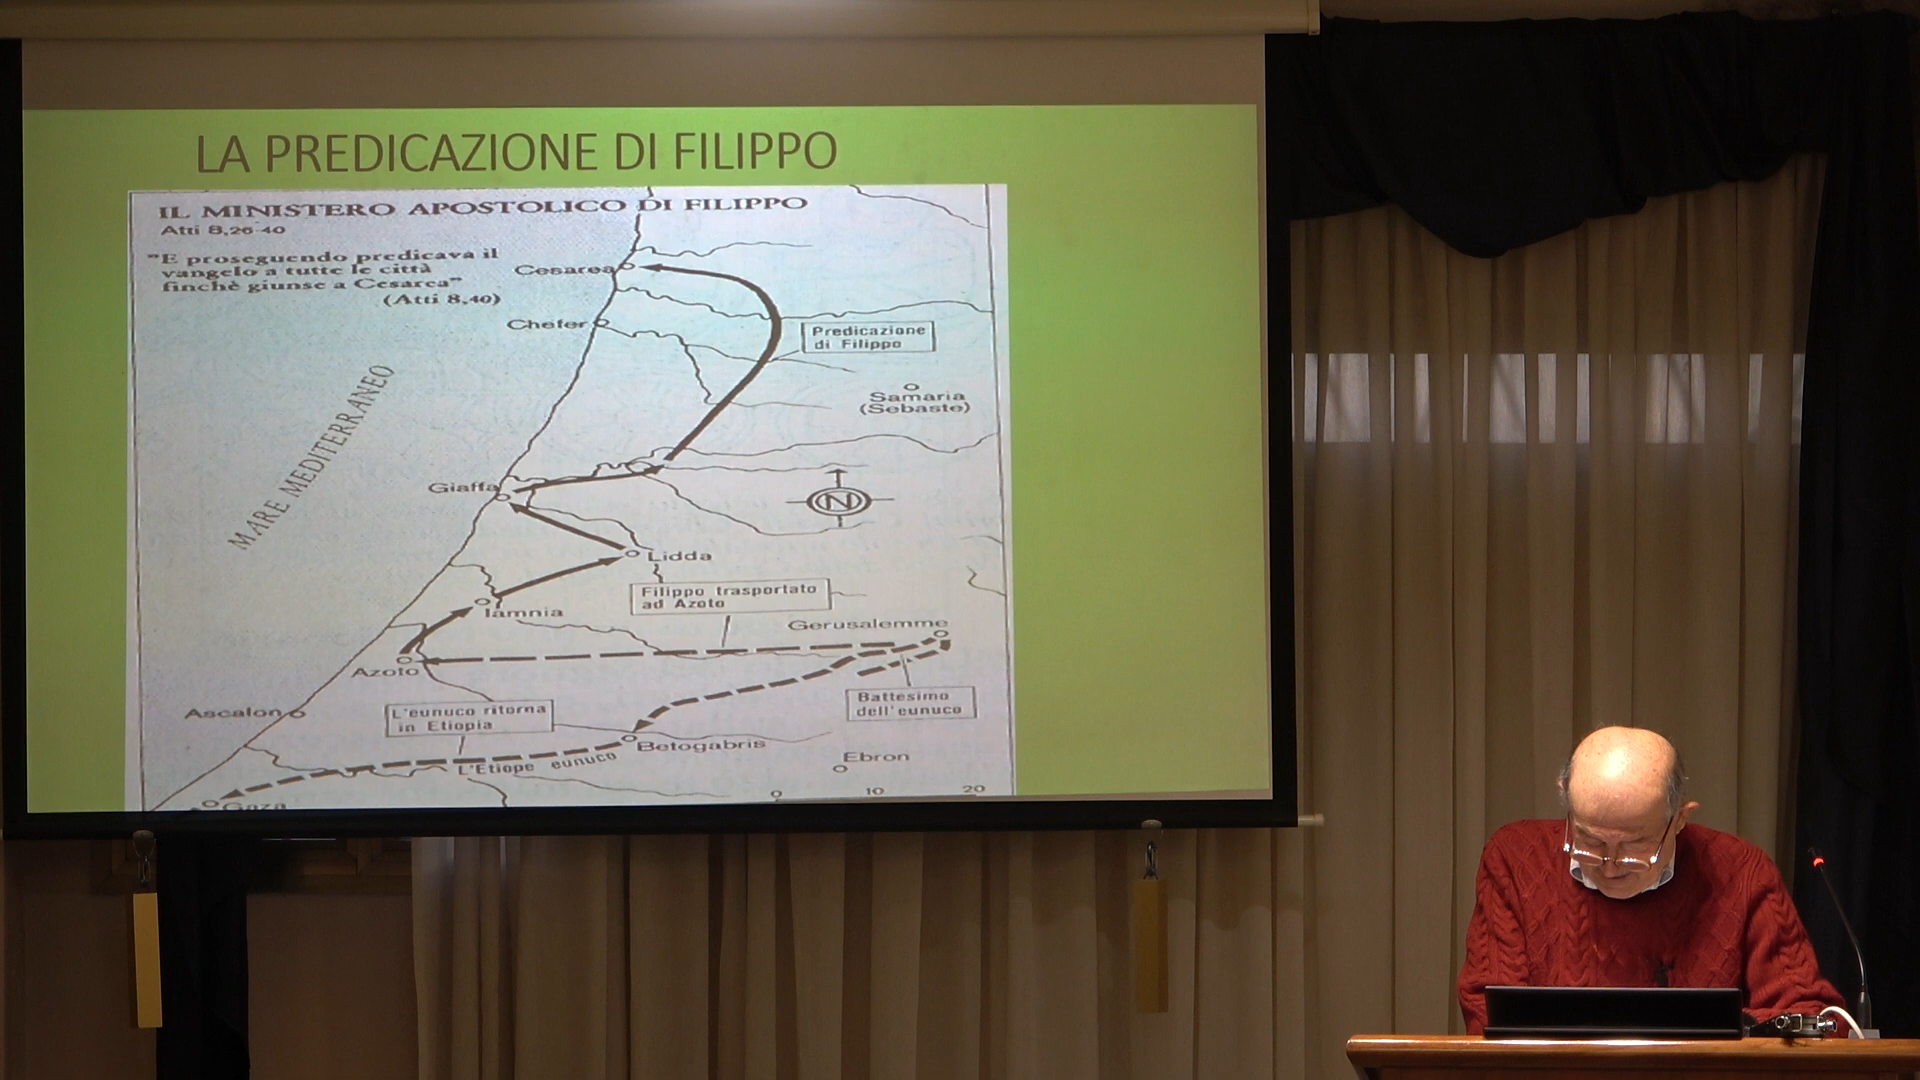 LA PREDICAZIONE DI FILIPPO
IL MINISTERO APOSTOLICO DI FILIPPO
Atti 8,26-40
"E proseguendo predicava il
vangelo a tutte le città
finchè giunse a Cesarea"
(Atti 8,40)
Cesarea
Chefer
Predicazione
di Filippo
MARE MEDITERRANEO
Samaria
(Sebaste)
Giaffa
N
Lidda
Filippo trasportato
ad Azoto
Iamnia
Gerusalemme
Azoto
Battesimo
dell'eunuco
Ascalon
L'eunuco ritorna
in Etiopia
Betogabris
L'Etiope eunuco
Ebron
Gaza
0 10 20